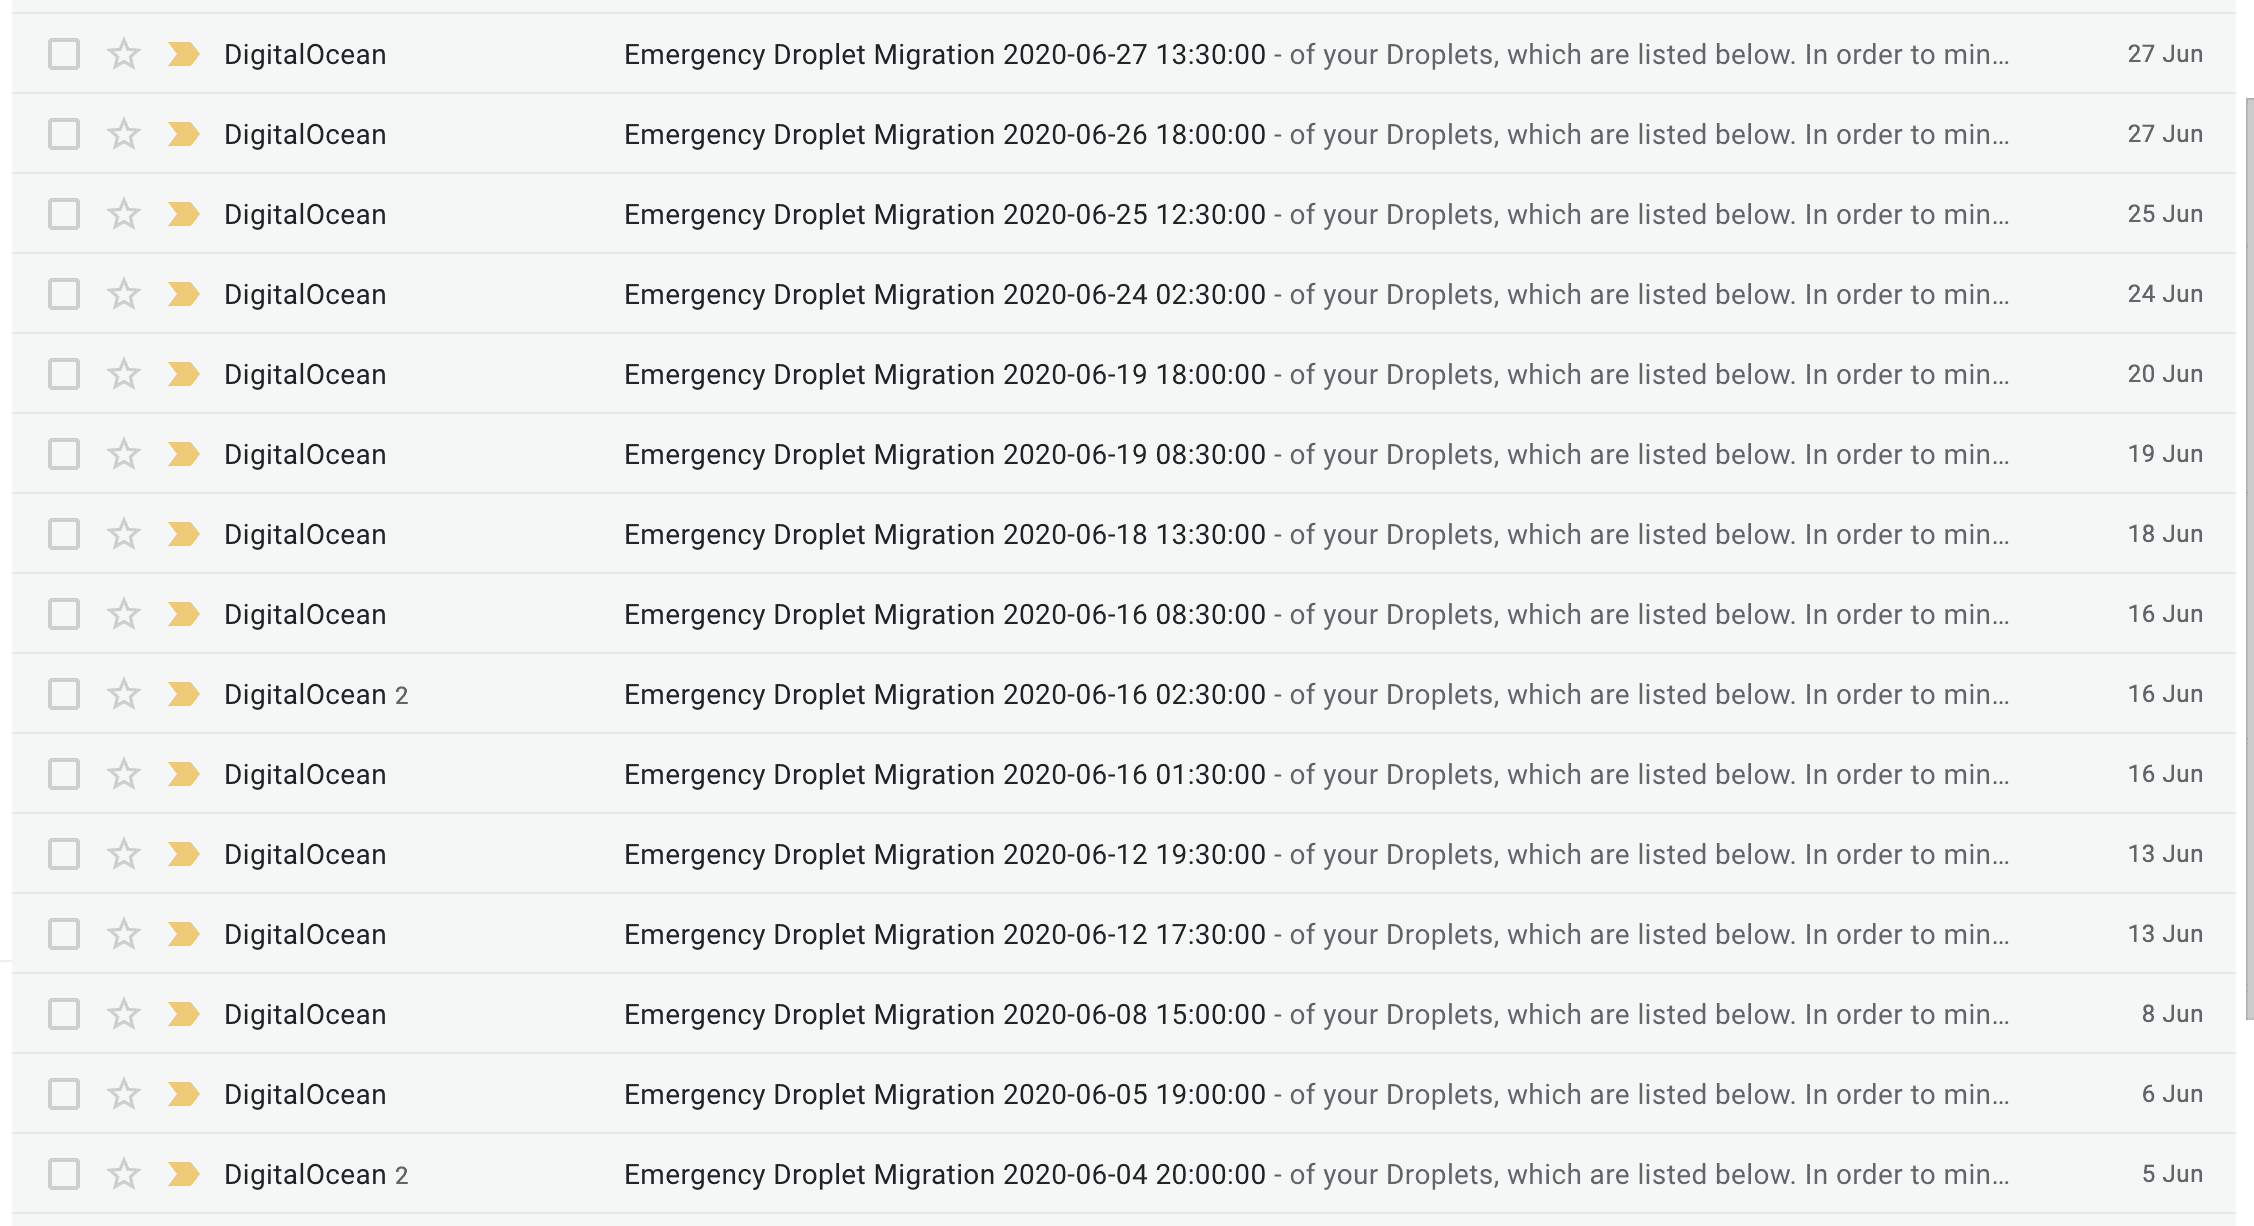 DigitalOcean Emergency Droplet Migration 2020-06-27 13:30:00 - of your Droplets, which are listed below. In order to min… 27 Jun
DigitalOcean Emergency Droplet Migration 2020-06-26 18:00:00 - of your Droplets, which are listed below. In order to min… 27 Jun
DigitalOcean Emergency Droplet Migration 2020-06-25 12:30:00 - of your Droplets, which are listed below. In order to min… 25 Jun
DigitalOcean Emergency Droplet Migration 2020-06-24 02:30:00 - of your Droplets, which are listed below. In order to min… 24 Jun
DigitalOcean Emergency Droplet Migration 2020-06-19 18:00:00 - of your Droplets, which are listed below. In order to min… 20 Jun
DigitalOcean Emergency Droplet Migration 2020-06-19 08:30:00 - of your Droplets, which are listed below. In order to min… 19 Jun
DigitalOcean Emergency Droplet Migration 2020-06-18 13:30:00 - of your Droplets, which are listed below. In order to min… 18 Jun
DigitalOcean Emergency Droplet Migration 2020-06-16 08:30:00 - of your Droplets, which are listed below. In order to min… 16 Jun
DigitalOcean 2 Emergency Droplet Migration 2020-06-16 02:30:00 - of your Droplets, which are listed below. In order to min… 16 Jun
DigitalOcean Emergency Droplet Migration 2020-06-16 01:30:00 - of your Droplets, which are listed below. In order to min… 16 Jun
DigitalOcean Emergency Droplet Migration 2020-06-12 19:30:00 - of your Droplets, which are listed below. In order to min… 13 Jun
DigitalOcean Emergency Droplet Migration 2020-06-12 17:30:00 - of your Droplets, which are listed below. In order to min… 13 Jun
DigitalOcean Emergency Droplet Migration 2020-06-08 15:00:00 - of your Droplets, which are listed below. In order to min… 8 Jun
DigitalOcean Emergency Droplet Migration 2020-06-05 19:00:00 - of your Droplets, which are listed below. In order to min… 6 Jun
DigitalOcean 2 Emergency Droplet Migration 2020-06-04 20:00:00 - of your Droplets, which are listed below. In order to min… 5 Jun